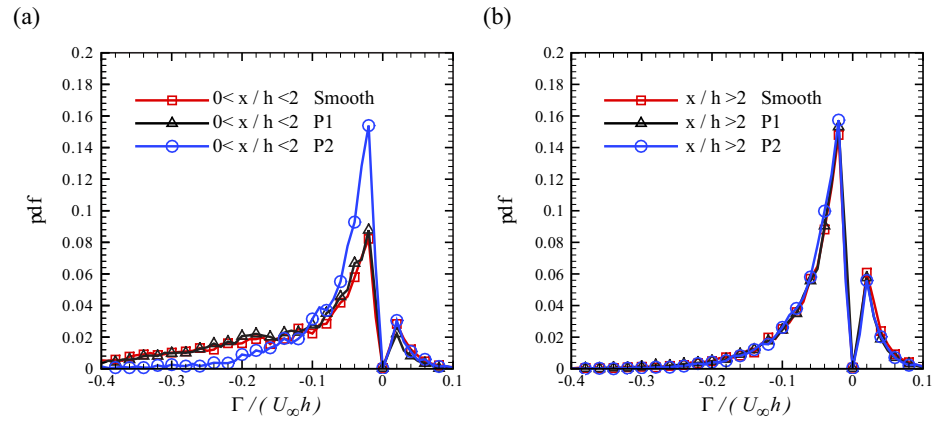 (a)
(b)
0.2
0.18
0.16
0.14
0.12
0.1
0.08
0.06
0.04
0.02
0
pdf
0< x / h <2 Smooth
0< x / h <2 P1
0< x / h <2 P2
-0.4 -0.3 -0.2 -0.1 0 0.1
Γ / ( U∞ h)
0.2
0.18
0.16
0.14
0.12
0.1
0.08
0.06
0.04
0.02
0
pdf
x / h >2 Smooth
x / h >2 P1
x / h >2 P2
-0.4 -0.3 -0.2 -0.1 0 0.1
Γ / ( U∞ h)